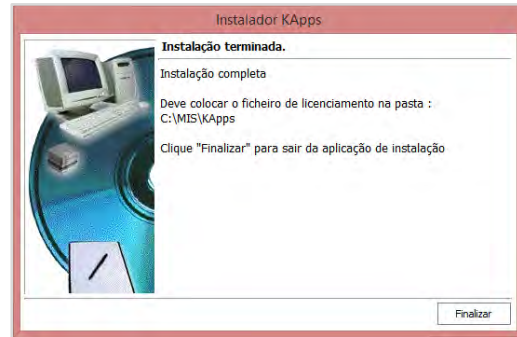 Instalador KApps
Instalação terminada.
Instalação completa
Deve colocar o ficheiro de licenciamento na pasta :
C:\MIS\KApps
Clique "Finalizar" para sair da aplicação de instalação
Finalizar